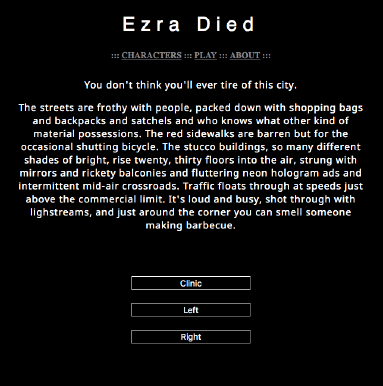 Ezra Died
::: CHARACTERS ::: PLAY ::: ABOUT :::
You don't think you'll ever tire of this city.
The streets are frothy with people, packed down with shopping bags
and backpacks and satchels and who knows what other kind of
material possessions. The red sidewalks are barren but for the
occasional shutting bicycle. The stucco buildings, so many different
shades of bright, rise twenty, thirty floors into the air, strung with
mirrors and rickety balconies and fluttering neon hologram ads and
intermittent mid-air crossroads. Traffic floats through at speeds just
above the commercial limit. It's loud and busy, shot through with
lighstreams, and just around the corner you can smell someone
making barbecue.
Clinic
Left
Right